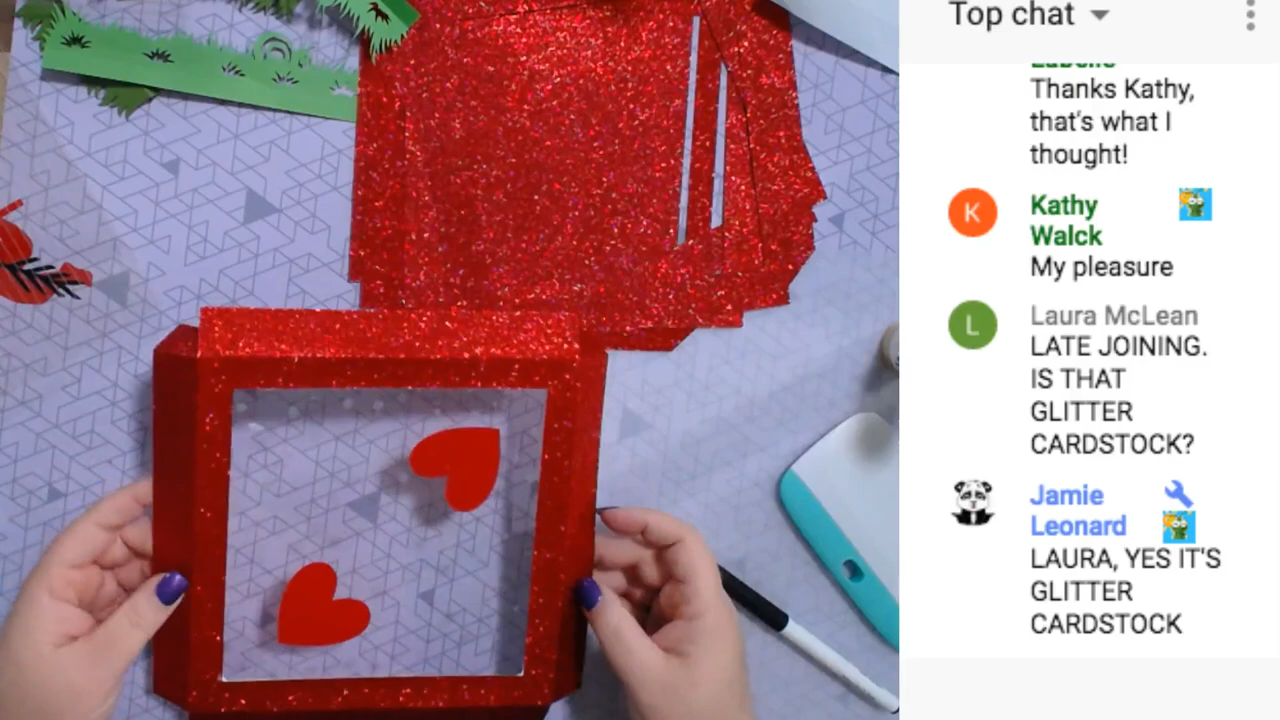 Top chat
Thanks Kathy,
that's what I
thought!
K
Kathy
Walck
My pleasure
L
Laura McLean
LATE JOINING.
IS THAT
GLITTER
CARDSTOCK?
Jamie
Leonard
LAURA, YES IT'S
GLITTER
CARDSTOCK